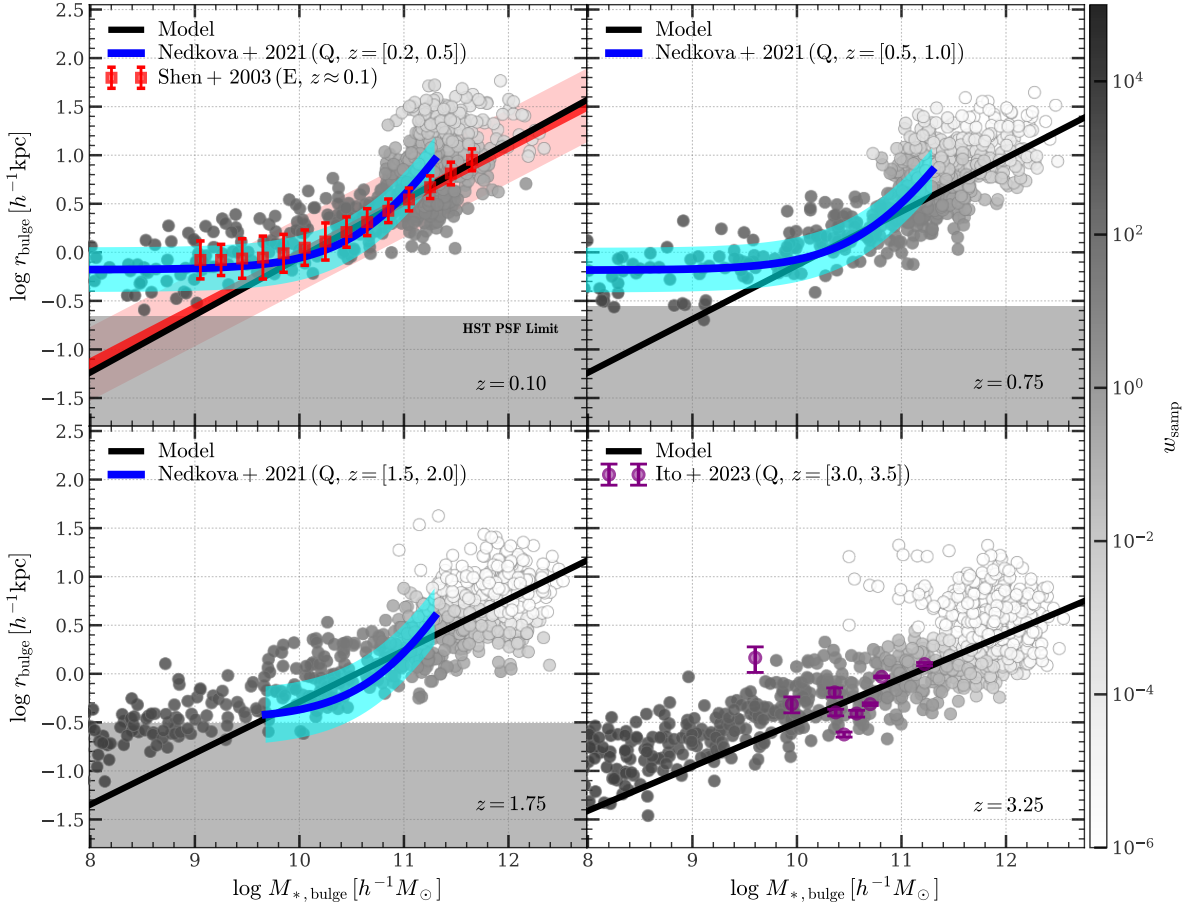 Model
Nedkova + 2021 (Q, z = [0.2, 0.5])
Shen + 2003 (E, z ≈ 0.1)
2.5
2.0
1.5
1.0
0.5
0.0
−0.5
−1.0
−1.5
log r_bulge [h⁻¹kpc]
HST PSF Limit
z = 0.10
Model
Nedkova + 2021 (Q, z = [0.5, 1.0])
z = 0.75
Model
Nedkova + 2021 (Q, z = [1.5, 2.0])
2.5
2.0
1.5
1.0
0.5
0.0
−0.5
−1.0
−1.5
log r_bulge [h⁻¹kpc]
z = 1.75
8 9 10 11 12
log M_*,bulge [h⁻¹M_⊙]
Model
Ito + 2023 (Q, z = [3.0, 3.5])
z = 3.25
8 9 10 11 12
log M_*,bulge [h⁻¹M_⊙]
10⁴
10²
10⁰
10⁻²
10⁻⁴
10⁻⁶
w_samp